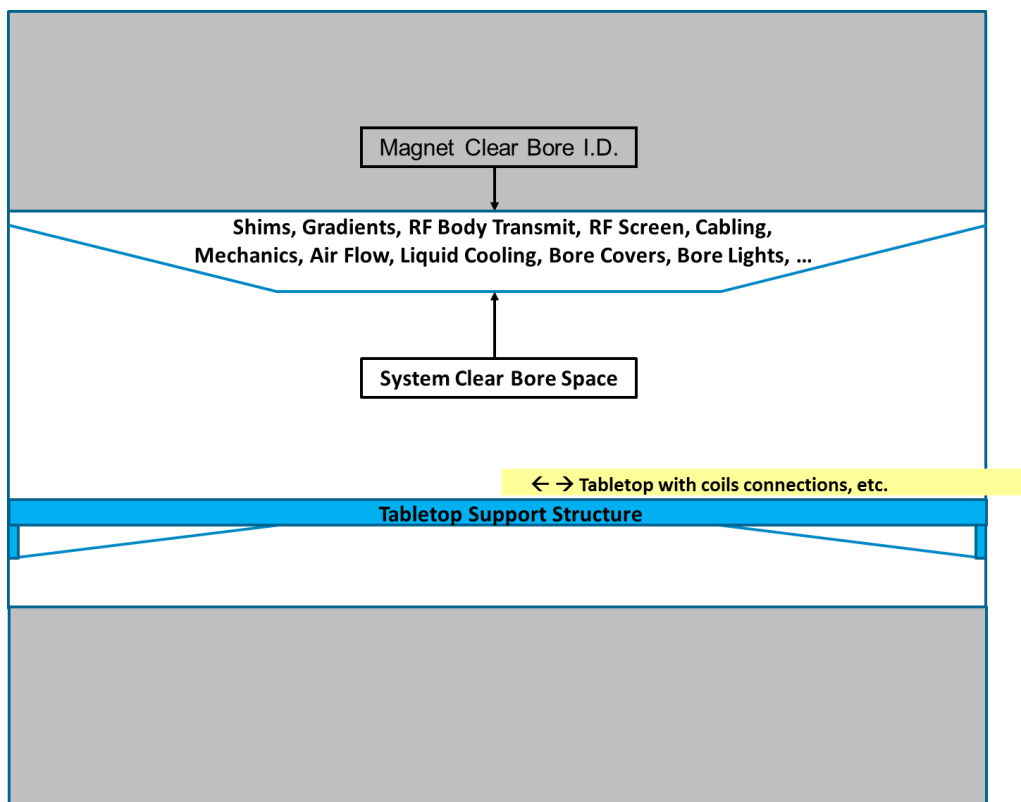 Magnet Clear Bore I.D.
Shims, Gradients, RF Body Transmit, RF Screen, Cabling,
Mechanics, Air Flow, Liquid Cooling, Bore Covers, Bore Lights, ...
System Clear Bore Space
← → Tabletop with coils connections, etc.
Tabletop Support Structure